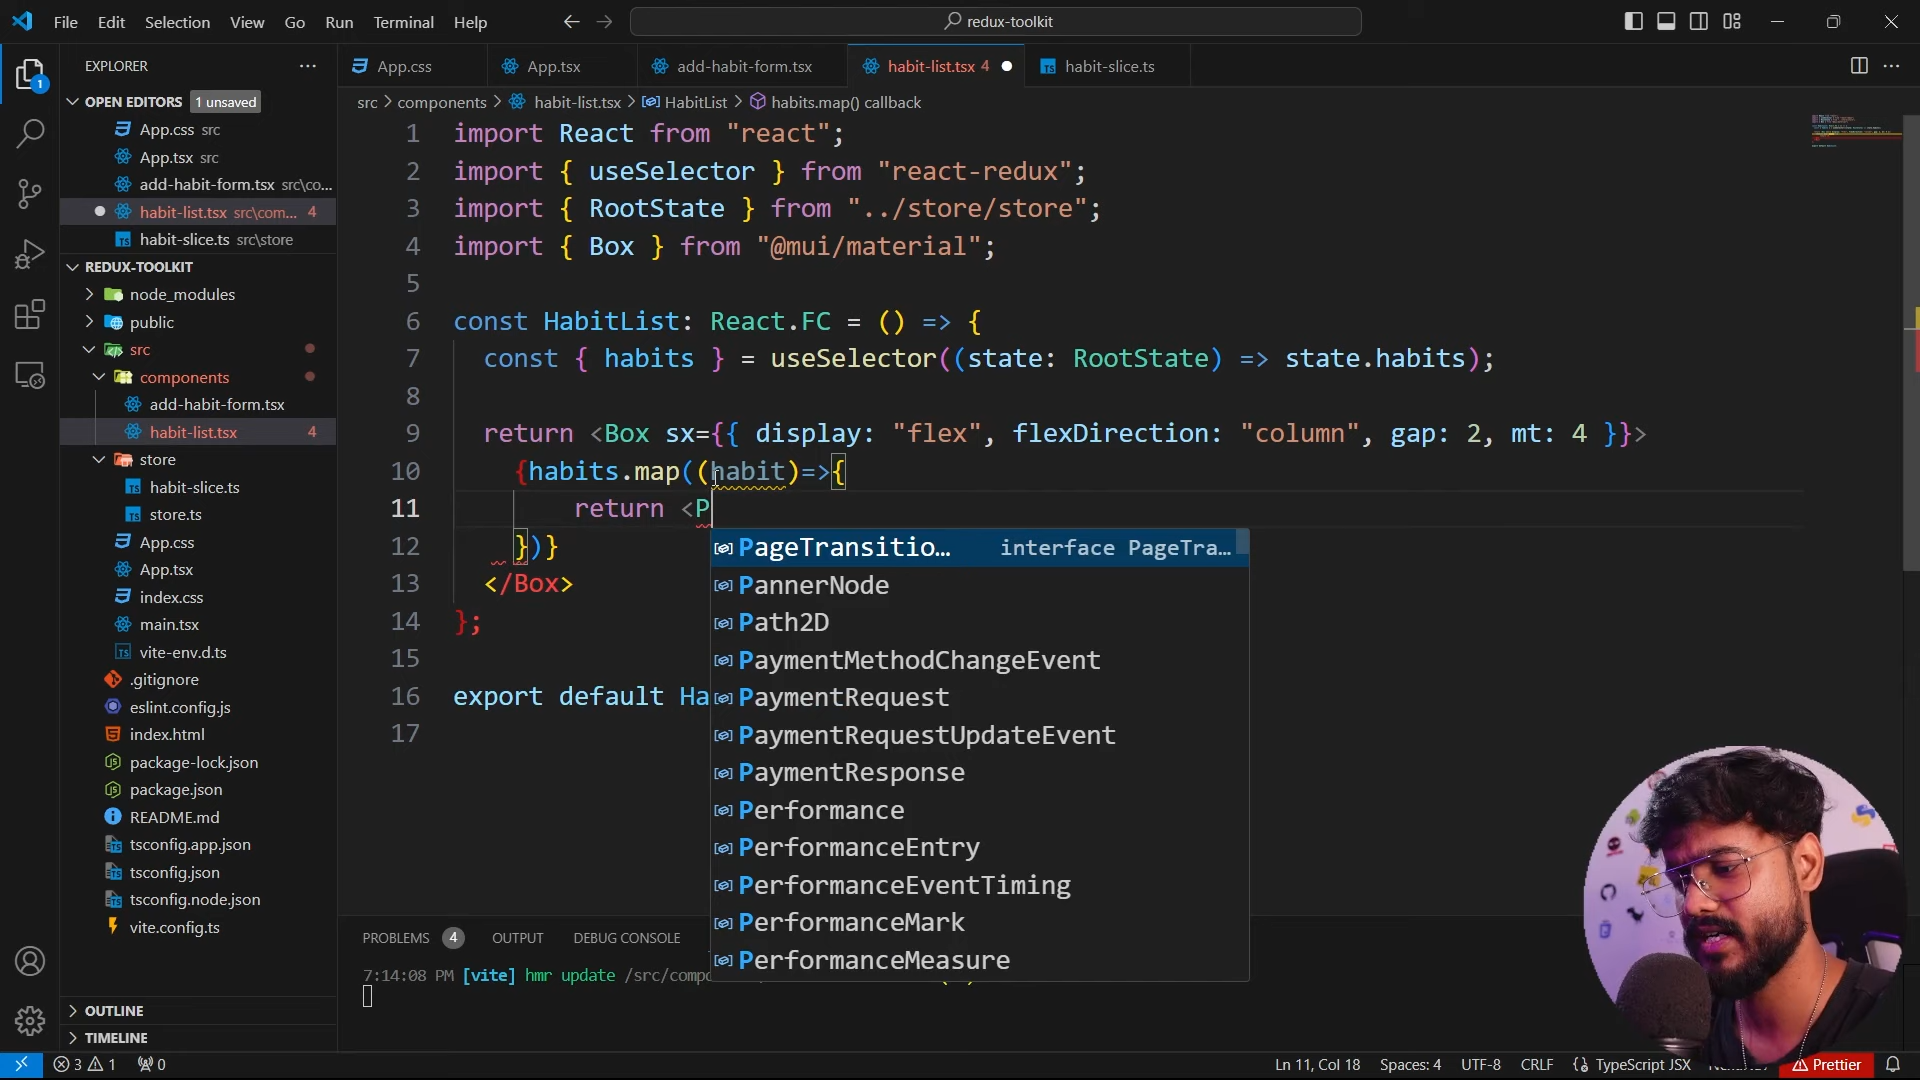 File Edit Selection View Go Run Terminal Help
redux-toolkit
EXPLORER
OPEN EDITORS 1 unsaved
App.css src
App.tsx src
add-habit-form.tsx src\co...
habit-list.tsx src\com... 4
habit-slice.ts src\store
REDUX-TOOLKIT
node_modules
public
src
components
add-habit-form.tsx
habit-list.tsx 4
store
habit-slice.ts
store.ts
App.css
App.tsx
index.css
main.tsx
vite-env.d.ts
.gitignore
eslint.config.js
index.html
package-lock.json
package.json
README.md
tsconfig.app.json
tsconfig.json
tsconfig.node.json
vite.config.ts
OUTLINE
TIMELINE
App.css App.tsx add-habit-form.tsx habit-list.tsx 4 habit-slice.ts
src > components > habit-list.tsx > HabitList > habits.map() callback
1 import React from "react";
2 import { useSelector } from "react-redux";
3 import { RootState } from "../store/store";
4 import { Box } from "@mui/material";
5
6 const HabitList: React.FC = () => {
7 const { habits } = useSelector((state: RootState) => state.habits);
8
9 return <Box sx={{ display: "flex", flexDirection: "column", gap: 2, mt: 4 }}>
10 {habits.map((habit)=>{
11 return <P
12 })}
13 </Box>
14 };
15
16 export default Ha
17
PageTransitio... interface PageTra...
PannerNode
Path2D
PaymentMethodChangeEvent
PaymentRequest
PaymentRequestUpdateEvent
PaymentResponse
Performance
PerformanceEntry
PerformanceEventTiming
PerformanceMark
PerformanceMeasure
PROBLEMS 4 OUTPUT DEBUG CONSOLE
7:14:08 PM [vite] hmr update /src/compo
3 1 0
Ln 11, Col 18 Spaces: 4 UTF-8 CRLF TypeScript JSX Prettier